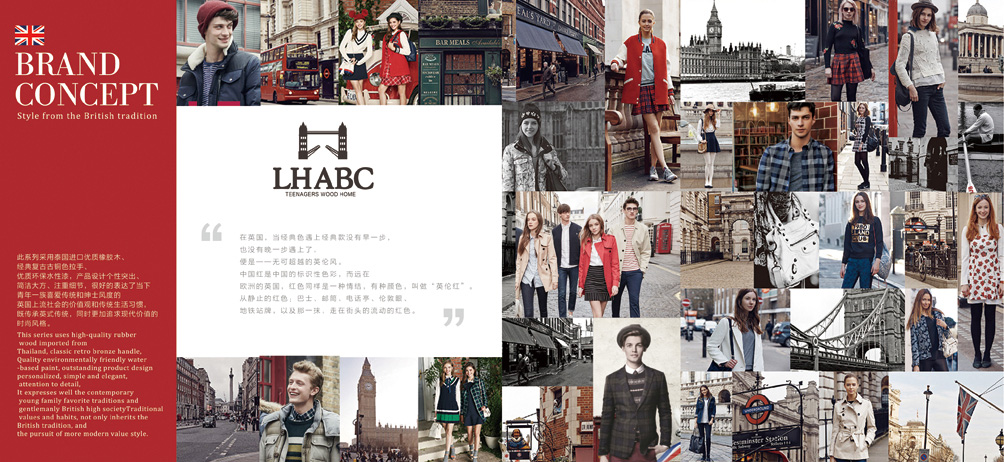 BRAND
CONCEPT
Style from the British tradition
此系列采用泰国进口优质橡胶木,
经典复古古铜色拉手,
优质环保水性漆, 产品设计个性突出,
简洁大方、注重细节, 很好的表达了当下
青年一族喜爱传统和绅士风度的
英国上流社会的价值观和传统生活习惯,
既传承英式传统, 同时更加追求现代价值的
时尚风格。
This series uses high-quality rubber
wood imported from
Thailand, classic retro bronze handle,
Quality environmentally friendly water
-based paint, outstanding product design
personalized, simple and elegant,
attention to detail,
It expresses well the contemporary
young family favorite traditions and
gentlemanly British high societyTraditional
values and habits, not only inherits the
British tradition, and
the pursuit of more modern value style.
BAR MEALS
LHABC
TEENAGERS WOOD HOME
“
在英国, 当经典色遇上经典款没有早一步,
也没有晚一步遇上了,
便是一一无可超越的英伦风。
中国红是中国的标识性色彩, 而远在
欧洲的英国, 红色同样是一种情结, 有种颜色, 叫做“英伦红”。
从静止的红色: 巴士、邮筒、电话亭、伦敦眼、
地铁站牌, 以及那一抹, 走在街头的流动的红色。
”
UNDERGROUND
Westminster Station